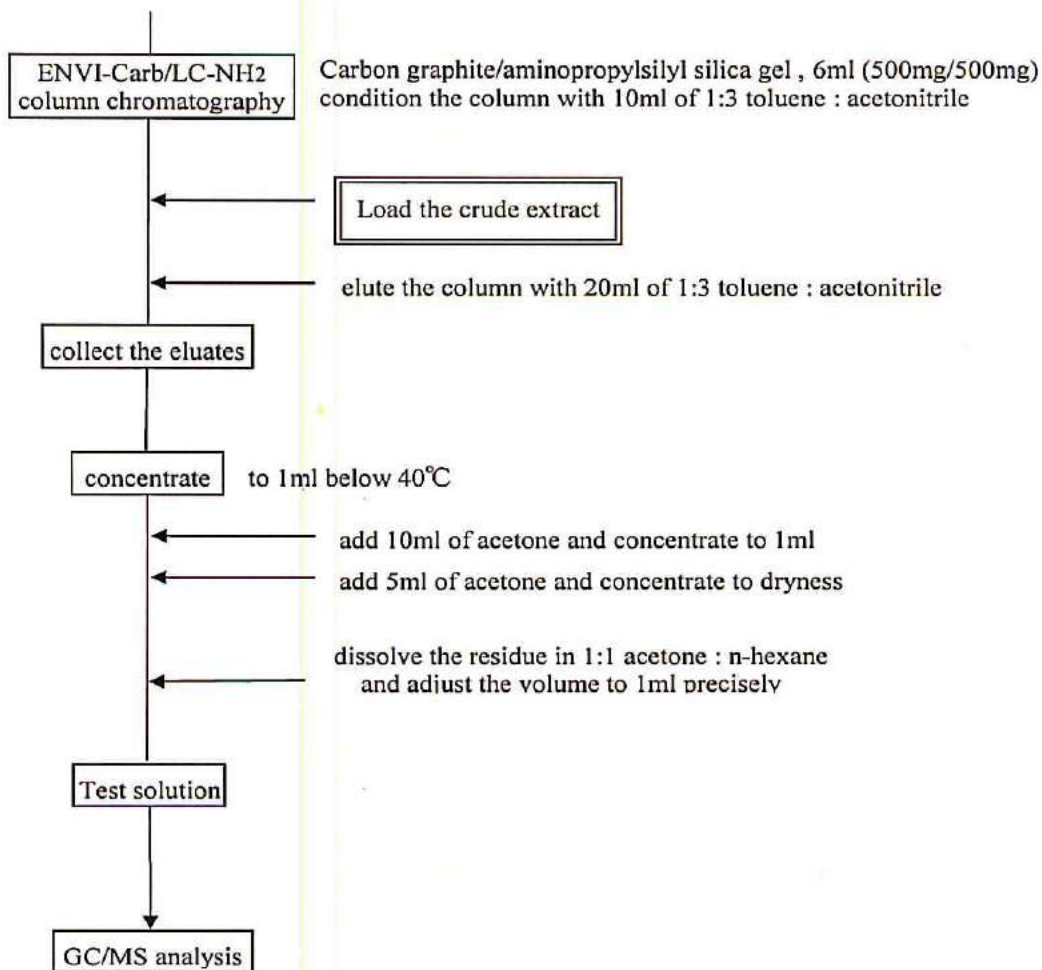 ENVI-Carb/LC-NH2
column chromatography
Carbon graphite/aminopropylsilyl silica gel , 6ml (500mg/500mg)
condition the column with 10ml of 1:3 toluene : acetonitrile
Load the crude extract
elute the column with 20ml of 1:3 toluene : acetonitrile
collect the eluates
concentrate
to 1ml below 40℃
add 10ml of acetone and concentrate to 1ml
add 5ml of acetone and concentrate to dryness
dissolve the residue in 1:1 acetone : n-hexane
and adjust the volume to 1ml precisely
Test solution
GC/MS analysis